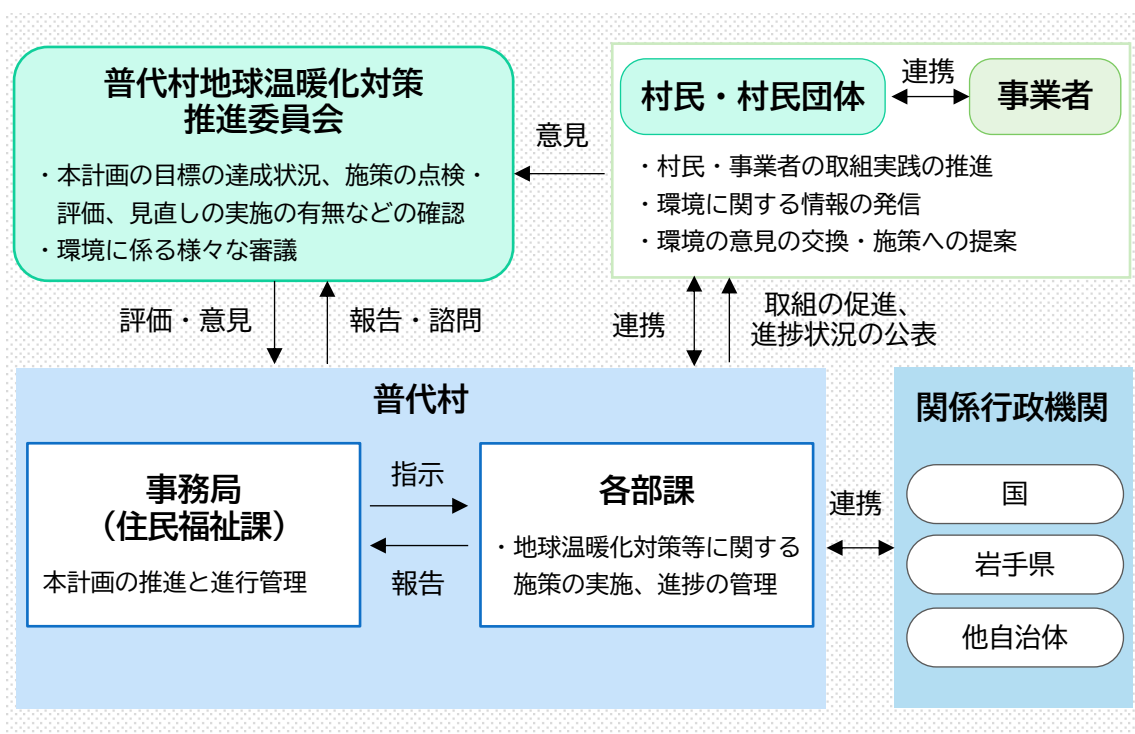 普代村地球温暖化対策
推進委員会
・本計画の目標の達成状況、施策の点検・
評価、見直しの実施の有無などの確認
・環境に係る様々な審議
意見
村民・村民団体
連携
事業者
・村民・事業者の取組実践の推進
・環境に関する情報の発信
・環境の意見の交換・施策への提案
評価・意見
報告・諮問
連携
取組の促進、
進捗状況の公表
普代村
事務局
（住民福祉課）
本計画の推進と進行管理
指示
報告
各部課
・地球温暖化対策等に関する
施策の実施、進捗の管理
連携
関係行政機関
国
岩手県
他自治体